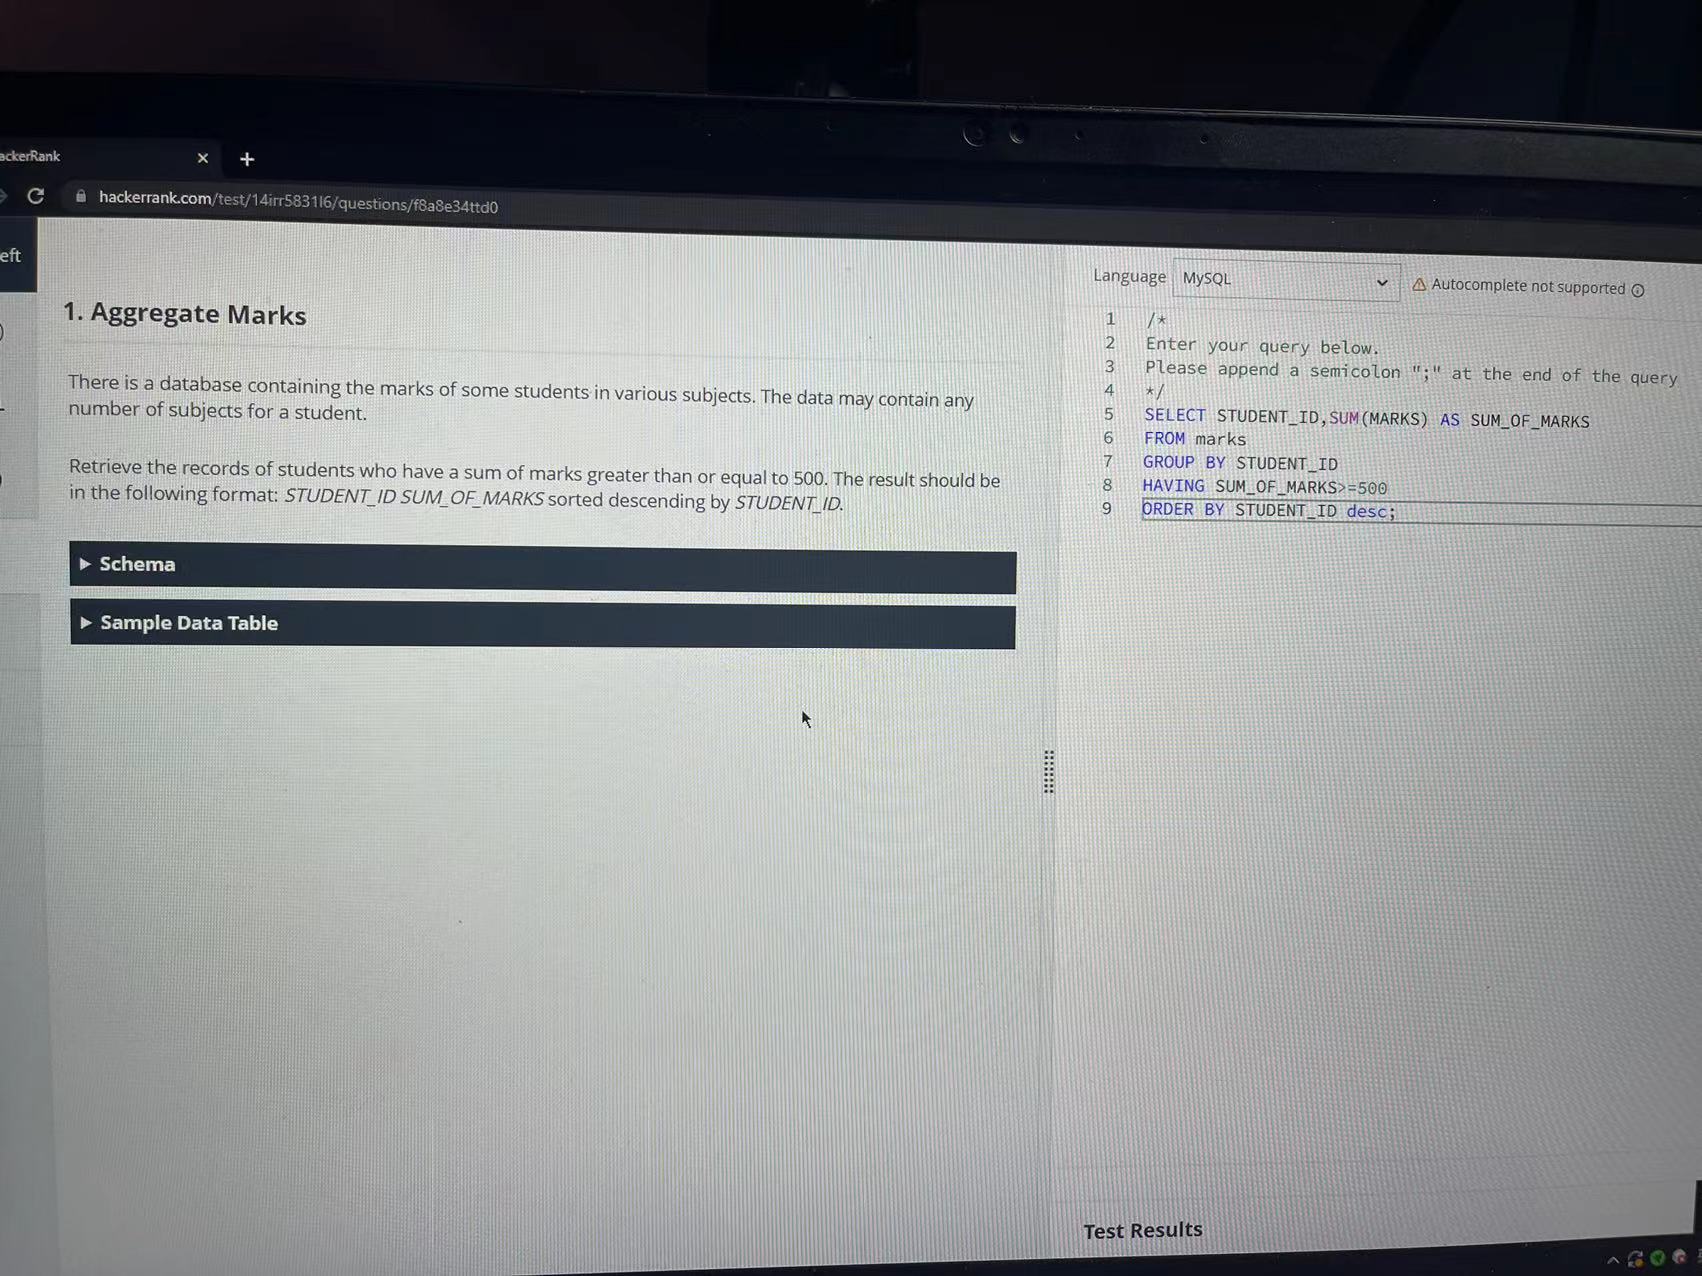 ackerRank
hackerrank.com/test/14irr5831l6/questions/f8a8e34ttd0
eft
1. Aggregate Marks
There is a database containing the marks of some students in various subjects. The data may contain any
number of subjects for a student.
Retrieve the records of students who have a sum of marks greater than or equal to 500. The result should be
in the following format: STUDENT_ID SUM_OF_MARKS sorted descending by STUDENT_ID.
Schema
Sample Data Table
Language MySQL Autocomplete not supported
1 /*
2 Enter your query below.
3 Please append a semicolon ";" at the end of the query
4 */
5 SELECT STUDENT_ID,SUM(MARKS) AS SUM_OF_MARKS
6 FROM marks
7 GROUP BY STUDENT_ID
8 HAVING SUM_OF_MARKS>=500
9 ORDER BY STUDENT_ID desc;
Test Results